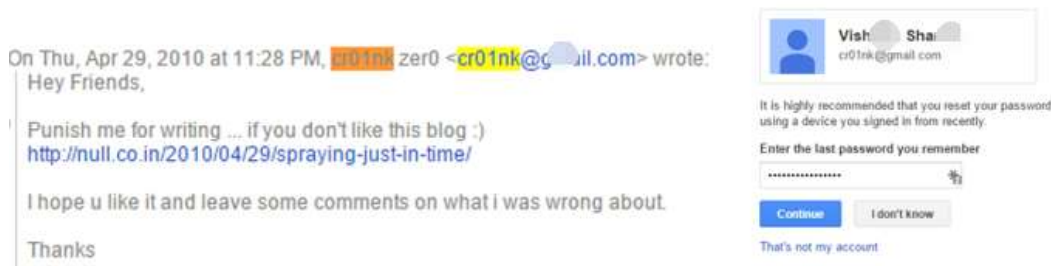 On Thu, Apr 29, 2010 at 11:28 PM, cr01nk zer0 <cr01nk@g il.com> wrote:
Hey Friends,
Punish me for writing ... if you don't like this blog :)
http://null.co.in/2010/04/29/spraying-just-in-time/
I hope u like it and leave some comments on what i was wrong about.
Thanks
Vish Sha
cr01nk@gmail.com
It is highly recommended that you reset your password
using a device you signed in from recently.
Enter the last password you remember
••••••••••••••••
Continue I don't know
That's not my account